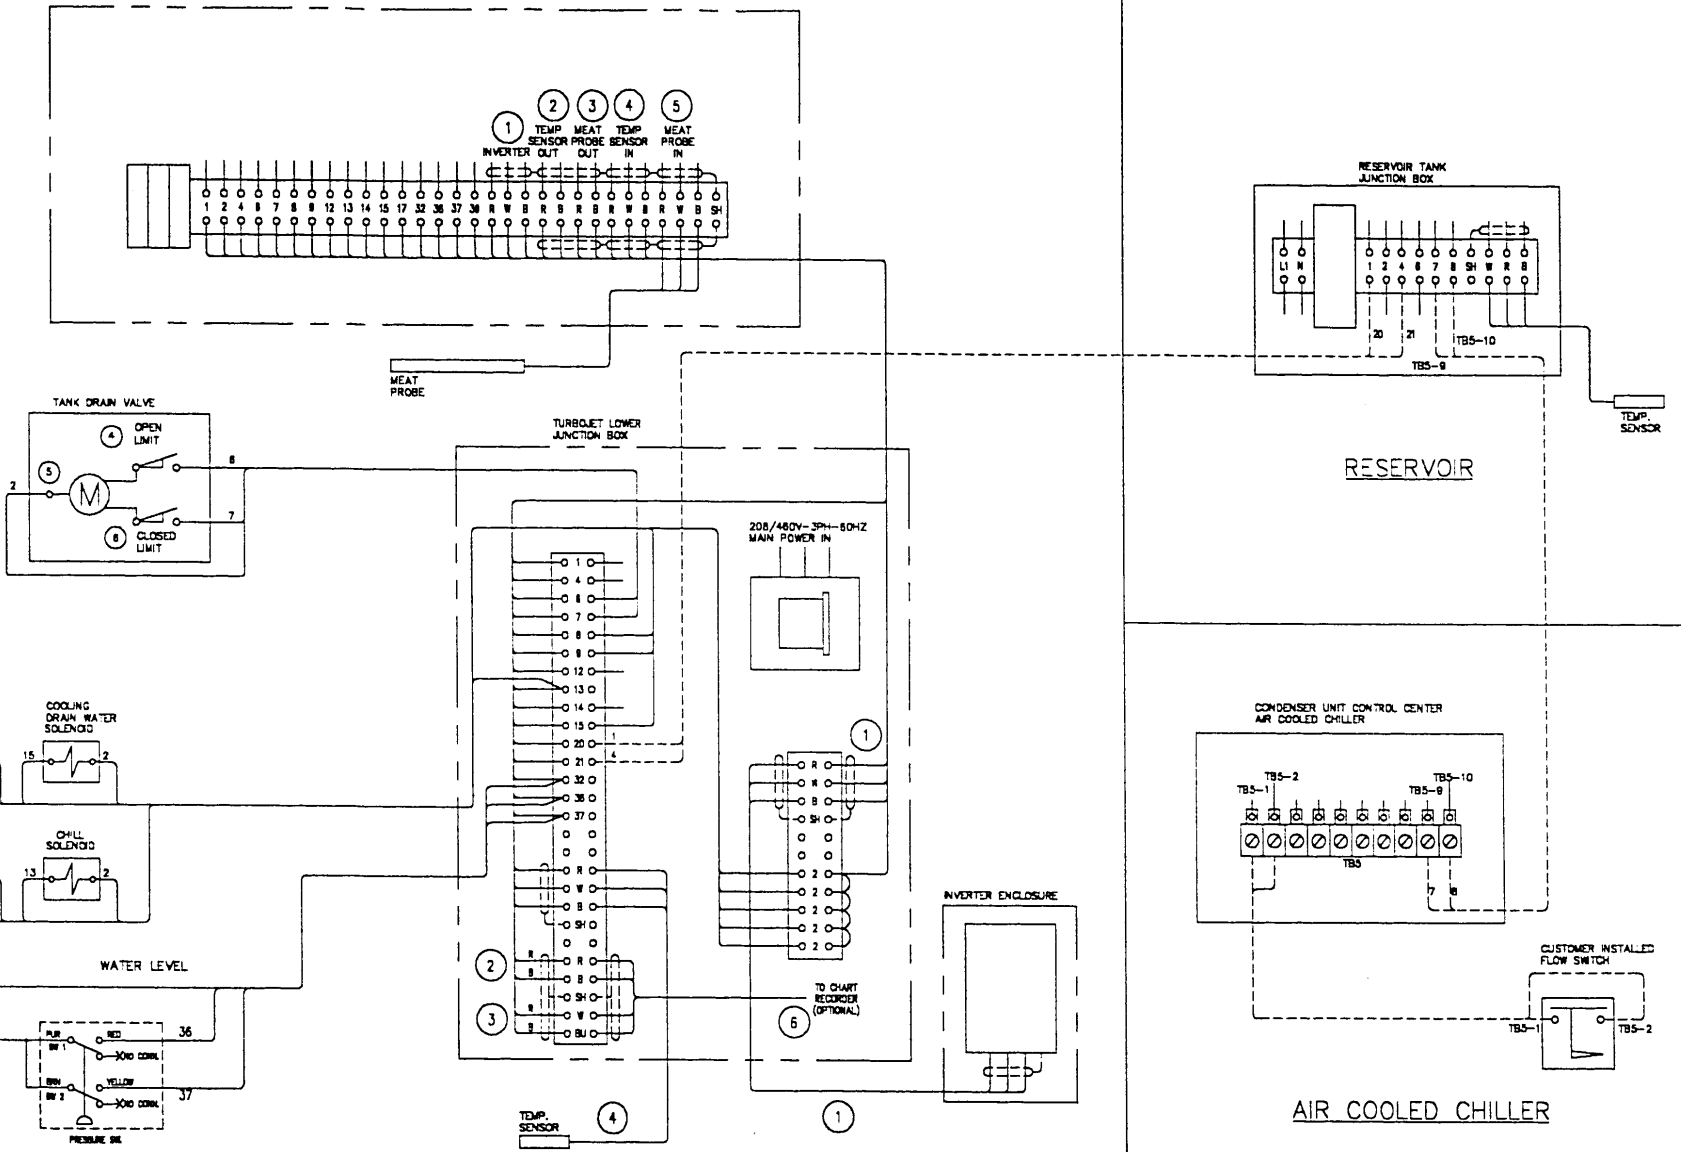 1
2
3
4
5
INVERTER
TEMP
SENSOR
OUT
MEAT
PROBE
OUT
TEMP
SENSOR
IN
MEAT
PROBE
IN
1 2 4 6 7 8 9 12 13 14 15 17 32 36 37 38 R W B R B R B R W B R W B SH
MEAT
PROBE
TANK DRAIN VALVE
4
OPEN
LIMIT
5
M
2
6
7
6
CLOSED
LIMIT
TURBOJET LOWER
JUNCTION BOX
208/460V-3PH-60HZ
MAIN POWER IN
1
4
6
7
8
9
12
13
14
15
20
1
21
4
32
36
37
R
W
B
SH
R
R
B
B
SH
R
W
B
BU
2
3
1
R
W
B
SH
2
2
2
2
2
TO CHART
RECORDER
(OPTIONAL)
6
COOLING
DRAIN WATER
SOLENOID
15
2
CHILL
SOLENOID
13
2
WATER LEVEL
PUR
SW 1
RED
36
NO CONN.
BRN
SW 2
YELLOW
37
NO CONN.
PRESSURE SW.
TEMP.
SENSOR
4
1
INVERTER ENCLOSURE
RESERVOIR TANK
JUNCTION BOX
L1 N 1 2 4 6 7 8 SH W R B
20
21
TB5-10
TB5-9
TEMP.
SENSOR
RESERVOIR
CONDENSER UNIT CONTROL CENTER
AIR COOLED CHILLER
TB5-2
TB5-1
TB5-10
TB5-9
TB5
7
8
CUSTOMER INSTALLED
FLOW SWITCH
TB5-1
TB5-2
AIR COOLED CHILLER